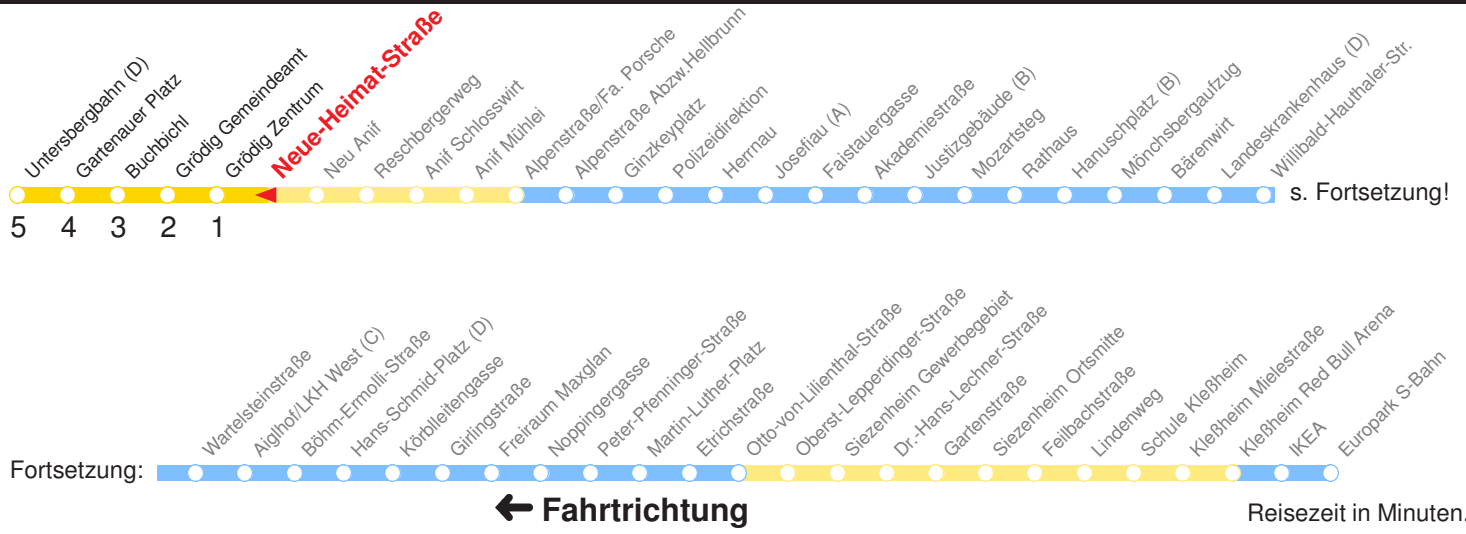 Untersbergbahn (D)
Gartenauer Platz
Buchbichl
Grödig Gemeindeamt
Grödig Zentrum
Neue-Heimat-Straße
Neu Anif
Reschbergerweg
Anif Schlosswirt
Anif Mühlei
Alpenstraße/Fa. Porsche
Alpenstraße Abzw.Hellbrunn
Ginzkeyplatz
Polizeidirektion
Herrnau
Josefiau (A)
Faistauergasse
Akademiestraße
Justizgebäude (B)
Mozartsteg
Rathaus
Hanuschplatz (B)
Mönchsbergaufzug
Bärenwirt
Landeskrankenhaus (D)
Willibald-Hauthaler-Str.
s. Fortsetzung!
5 4 3 2 1
Wartelsteinstraße
Aiglhof/LKH West (C)
Böhm-Ermolli-Straße
Hans-Schmid-Platz (D)
Körblleitengasse
Girlingstraße
Freiraum Maxglan
Noppingergasse
Peter-Pfenninger-Straße
Martin-Luther-Platz
Etrichstraße
Otto-von-Lilienthal-Straße
Oberst-Lepperdinger-Straße
Siezenheim Gewerbegebiet
Dr.-Hans-Lechner-Straße
Gartenstraße
Siezenheim Ortsmitte
Feilbachstraße
Lindenweg
Schule Kleßheim
Kleßheim Mielestraße
Kleßheim Red Bull Arena
IKEA
Europark S-Bahn
Fortsetzung:
Fahrtrichtung
Reisezeit in Minuten.